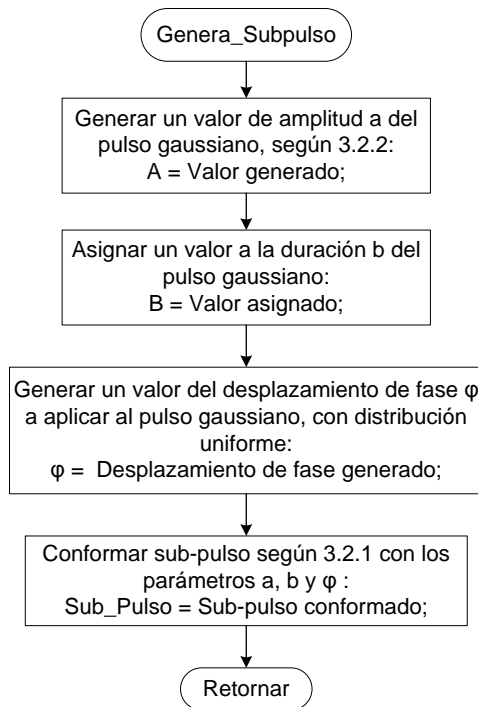 Genera_Subpulso
Generar un valor de amplitud a del
pulso gaussiano, según 3.2.2:
A = Valor generado;
Asignar un valor a la duración b del
pulso gaussiano:
B = Valor asignado;
Generar un valor del desplazamiento de fase φ
a aplicar al pulso gaussiano, con distribución
uniforme:
φ = Desplazamiento de fase generado;
Conformar sub-pulso según 3.2.1 con los
parámetros a, b y φ :
Sub_Pulso = Sub-pulso conformado;
Retornar